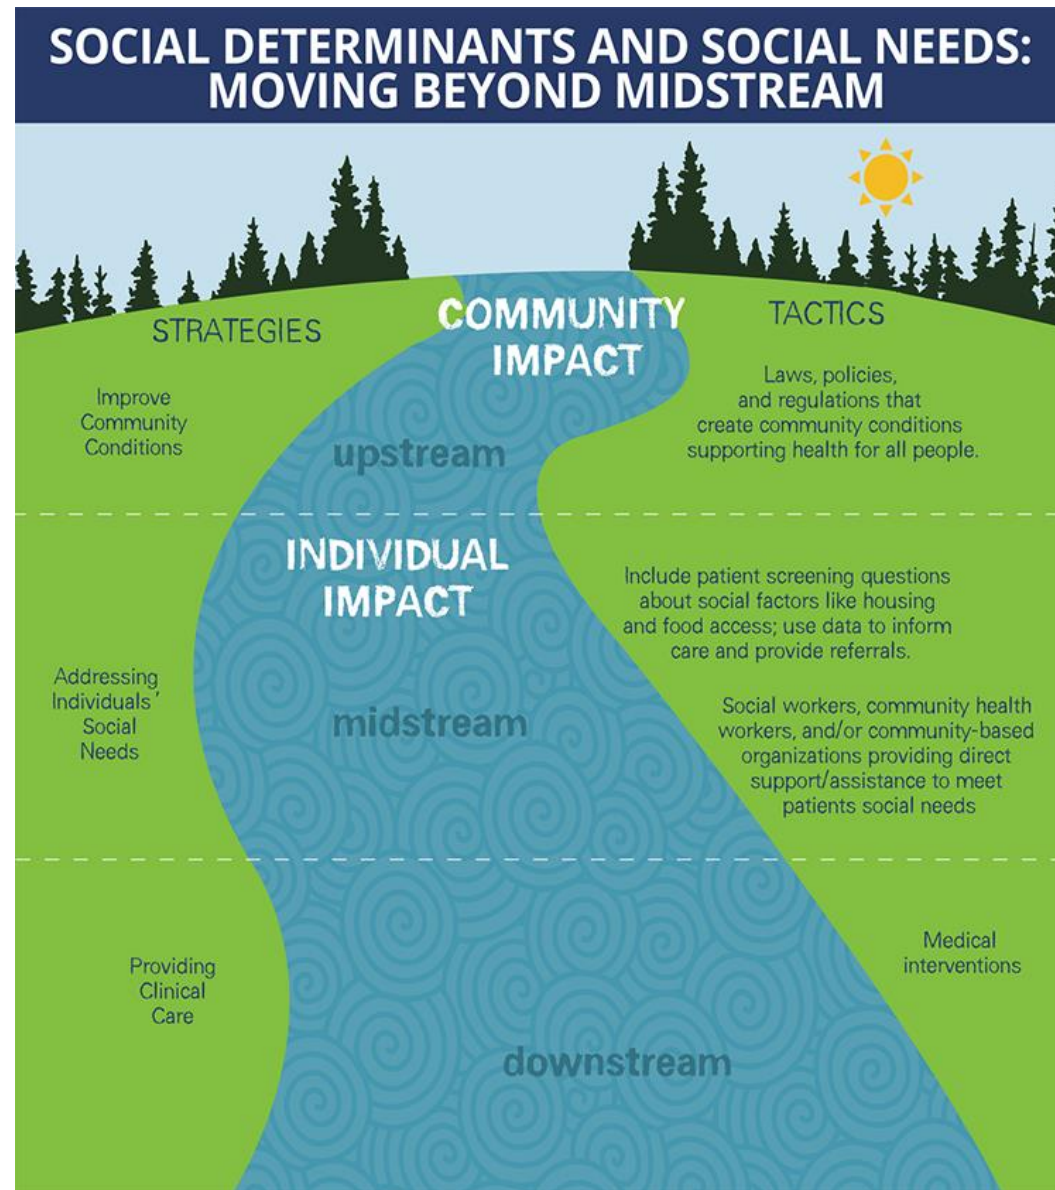 SOCIAL DETERMINANTS AND SOCIAL NEEDS:
MOVING BEYOND MIDSTREAM
STRATEGIES
COMMUNITY
IMPACT
TACTICS
Improve
Community
Conditions
upstream
Laws, policies,
and regulations that
create community conditions
supporting health for all people.
INDIVIDUAL
IMPACT
Addressing
Individuals'
Social
Needs
midstream
Include patient screening questions
about social factors like housing
and food access; use data to inform
care and provide referrals.
Social workers, community health
workers, and/or community-based
organizations providing direct
support/assistance to meet
patients social needs
Providing
Clinical
Care
downstream
Medical
interventions